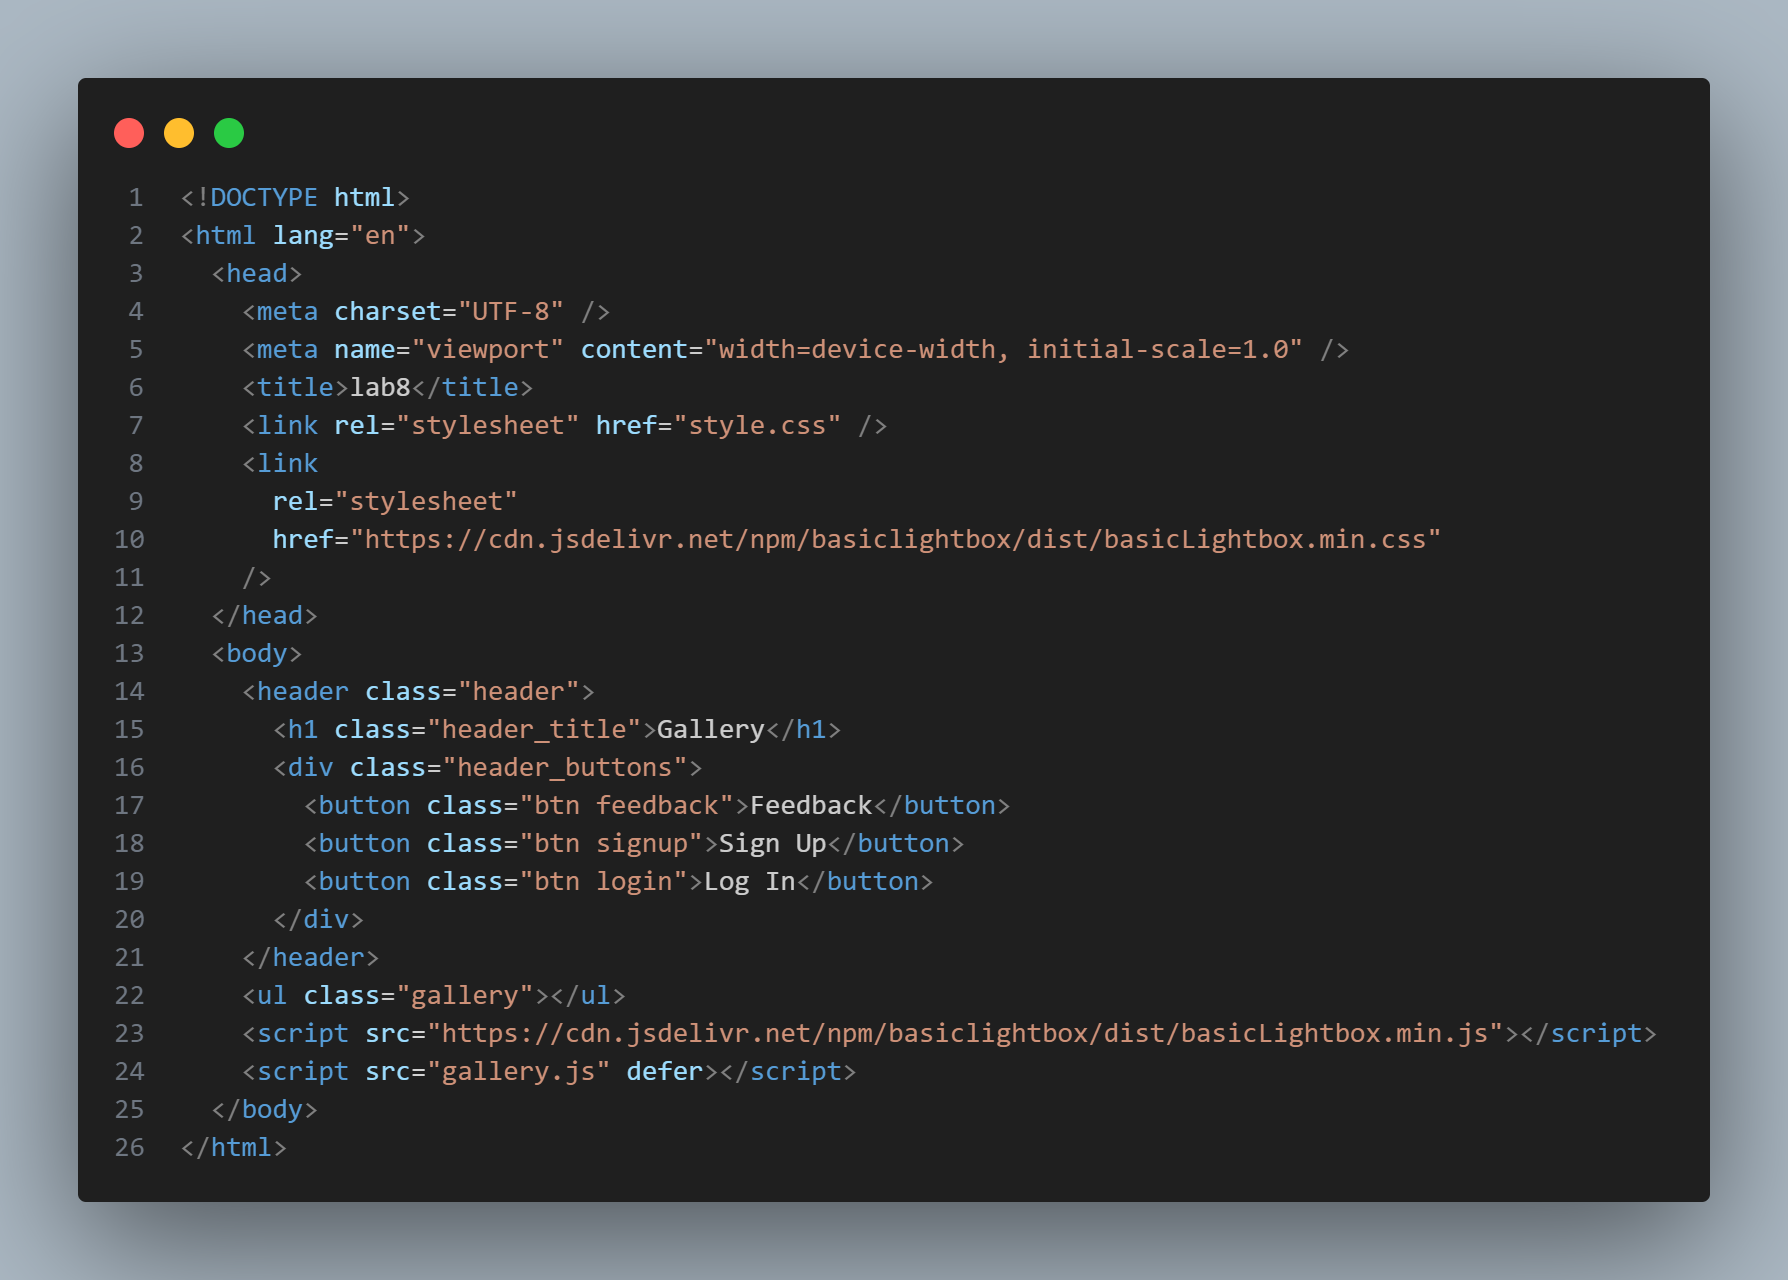 1 <!DOCTYPE html>
2 <html lang="en">
3   <head>
4     <meta charset="UTF-8" />
5     <meta name="viewport" content="width=device-width, initial-scale=1.0" />
6     <title>lab8</title>
7     <link rel="stylesheet" href="style.css" />
8     <link
9       rel="stylesheet"
10       href="https://cdn.jsdelivr.net/npm/basiclightbox/dist/basicLightbox.min.css"
11     />
12   </head>
13   <body>
14     <header class="header">
15       <h1 class="header_title">Gallery</h1>
16       <div class="header_buttons">
17         <button class="btn feedback">Feedback</button>
18         <button class="btn signup">Sign Up</button>
19         <button class="btn login">Log In</button>
20       </div>
21     </header>
22     <ul class="gallery"></ul>
23     <script src="https://cdn.jsdelivr.net/npm/basiclightbox/dist/basicLightbox.min.js"></script>
24     <script src="gallery.js" defer></script>
25   </body>
26 </html>